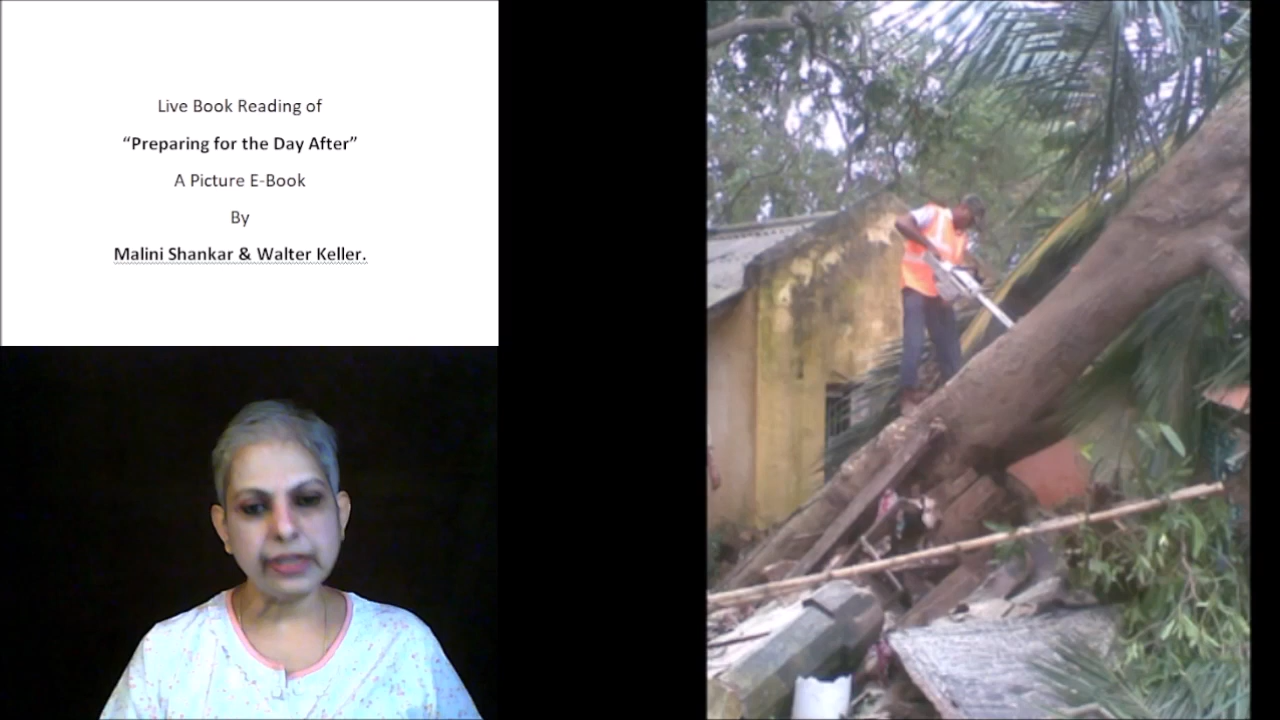 Live Book Reading of
“Preparing for the Day After”
A Picture E-Book
By
Malini Shankar & Walter Keller.